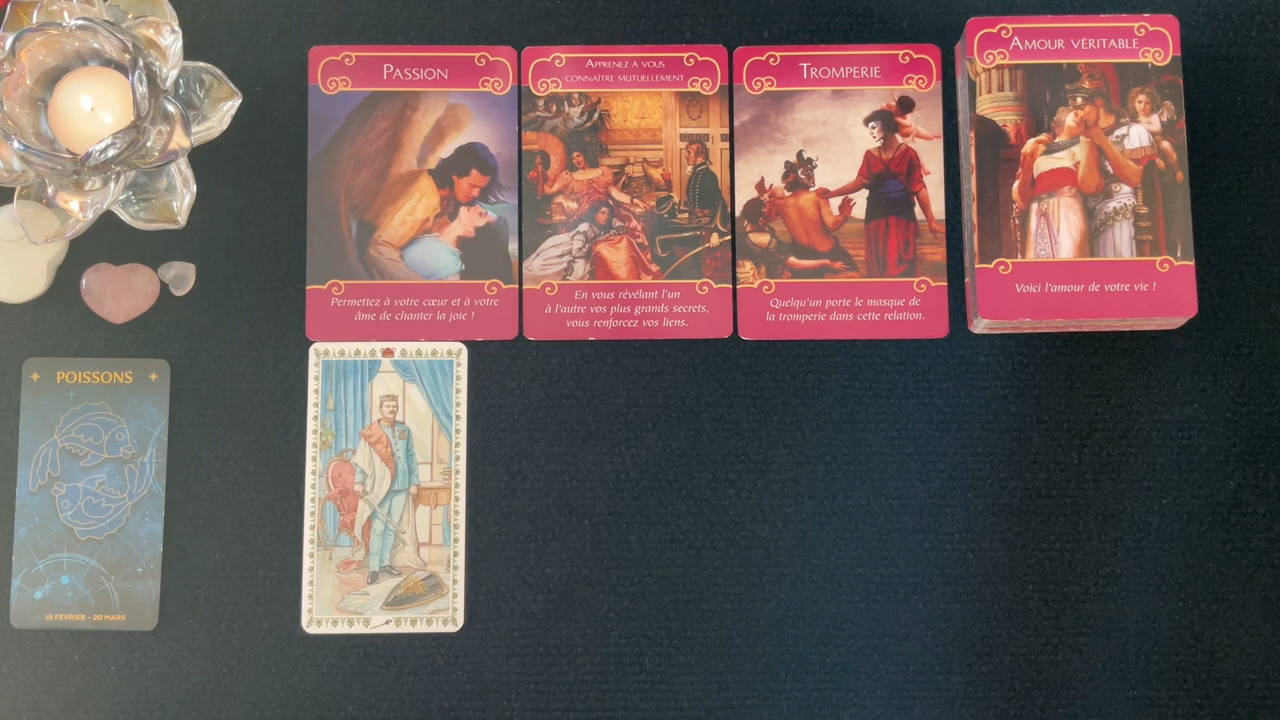 PASSION
Permettez à votre cœur et à votre
âme de chanter la joie !
APPRENEZ À VOUS
CONNAÎTRE MUTUELLEMENT
En vous révélant l'un
à l'autre vos plus grands secrets,
vous renforcez vos liens.
TROMPERIE
Quelqu'un porte le masque de
la tromperie dans cette relation.
AMOUR VÉRITABLE
Voici l'amour de votre vie !
POISSONS
19 FÉVRIER – 20 MARS